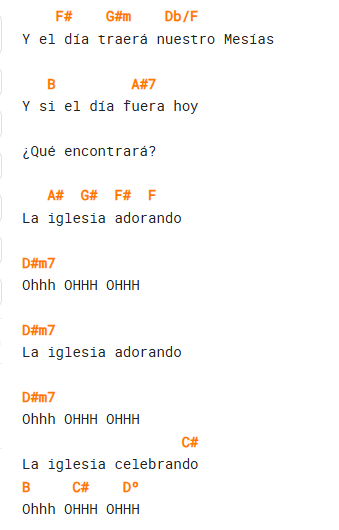 F# G#m Db/F
Y el día traerá nuestro Mesías
B A#7
Y si el día fuera hoy
¿Qué encontrará?
A# G# F# F
La iglesia adorando
D#m7
Ohhh OHHH OHHH
D#m7
La iglesia adorando
D#m7
Ohhh OHHH OHHH
C#
La iglesia celebrando
B C# Dº
Ohhh OHHH OHHH